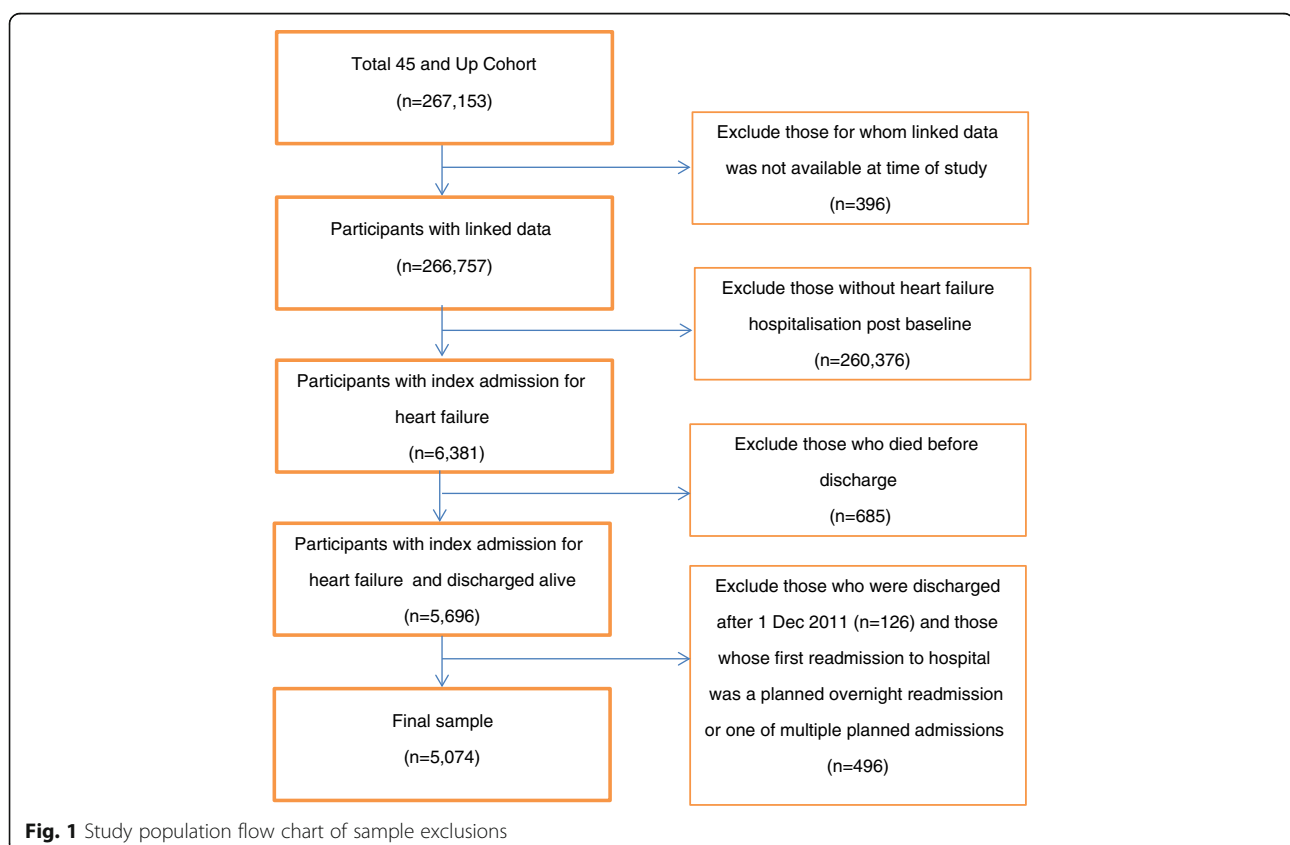 Total 45 and Up Cohort
(n=267,153)
Exclude those for whom linked data
was not available at time of study
(n=396)
Participants with linked data
(n=266,757)
Exclude those without heart failure
hospitalisation post baseline
(n=260,376)
Participants with index admission for
heart failure
(n=6,381)
Exclude those who died before
discharge
(n=685)
Participants with index admission for
heart failure and discharged alive
(n=5,696)
Exclude those who were discharged
after 1 Dec 2011 (n=126) and those
whose first readmission to hospital
was a planned overnight readmission
or one of multiple planned admissions
(n=496)
Final sample
(n=5,074)
Fig. 1 Study population flow chart of sample exclusions